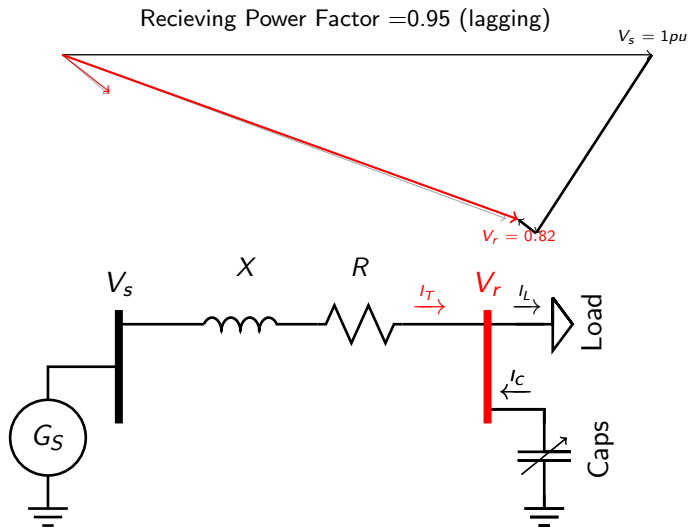 Recieving Power Factor =0.95 (lagging)
V_s = 1pu
V_r = 0.82
X
R
V_s
I_T
V_r
I_L
Load
I_C
G_S
Caps